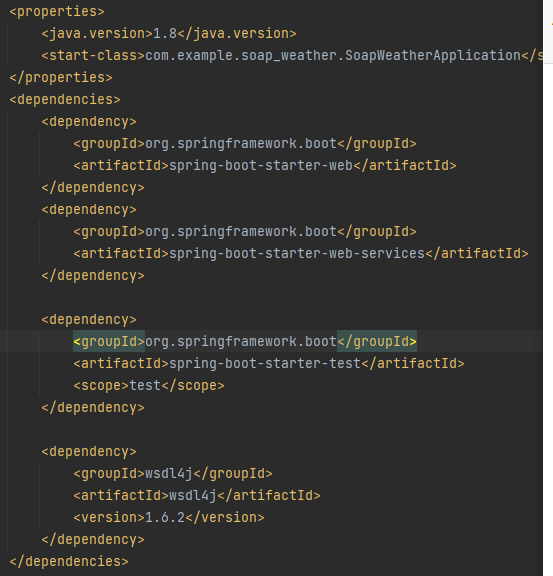 <properties>
<java.version>1.8</java.version>
<start-class>com.example.soap_weather.SoapWeatherApplication</s
</properties>
<dependencies>
<dependency>
<groupId>org.springframework.boot</groupId>
<artifactId>spring-boot-starter-web</artifactId>
</dependency>
<dependency>
<groupId>org.springframework.boot</groupId>
<artifactId>spring-boot-starter-web-services</artifactId>
</dependency>
<dependency>
<groupId>org.springframework.boot</groupId>
<artifactId>spring-boot-starter-test</artifactId>
<scope>test</scope>
</dependency>
<dependency>
<groupId>wsdl4j</groupId>
<artifactId>wsdl4j</artifactId>
<version>1.6.2</version>
</dependency>
</dependencies>